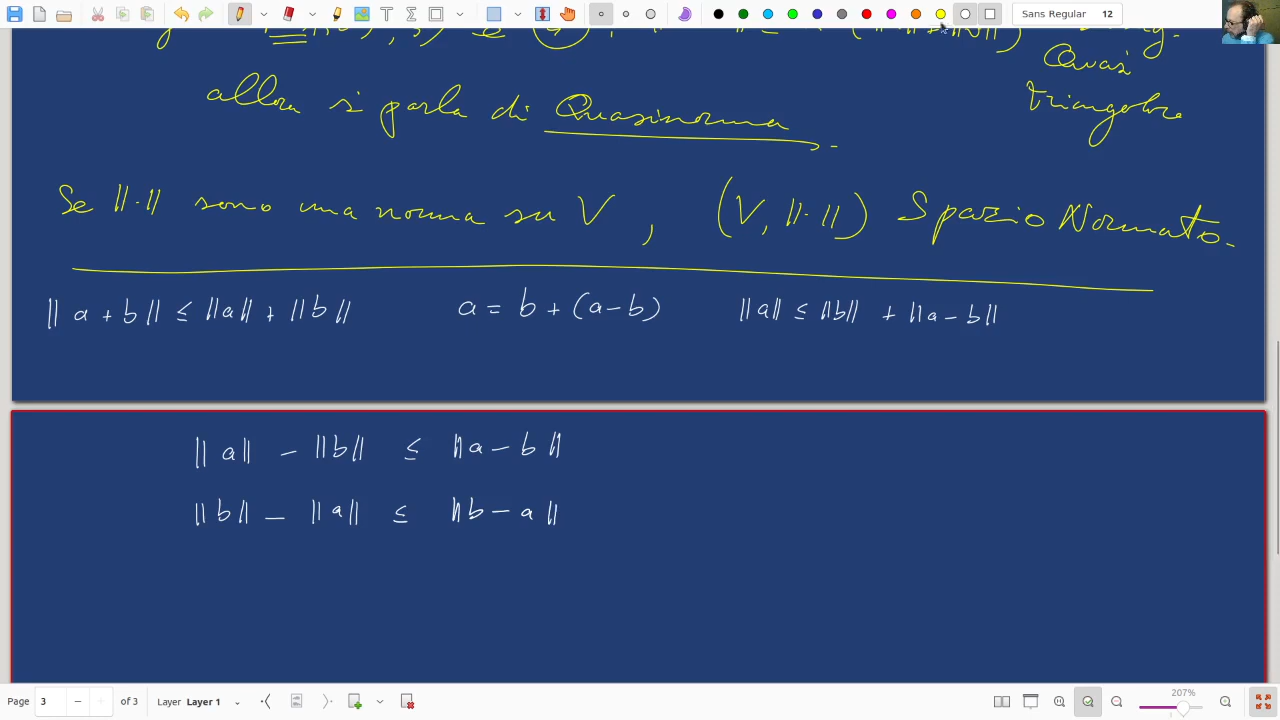 Sans Regular 12
Quasi
allora si parla di Quasinorma.
triangolare
Se ||·|| sono una norma su V, (V, ||·||) Spazio Normato.
||a + b|| ≤ ||a|| + ||b|| a = b + (a - b) ||a|| ≤ ||b|| + ||a - b||
||a|| - ||b|| ≤ ||a - b||
||b|| - ||a|| ≤ ||b - a||
Page 3 of 3 Layer Layer 1 207%